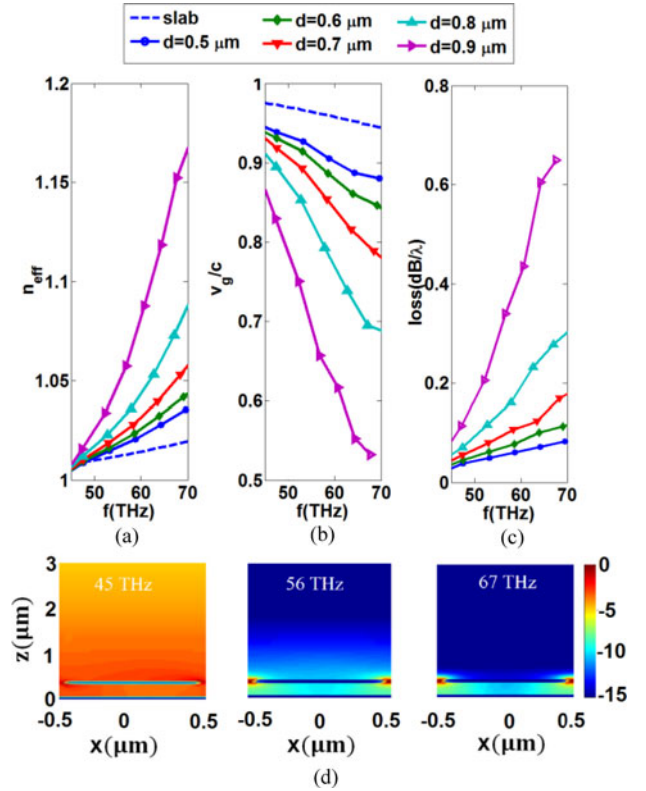 slab d=0.6 μm d=0.8 μm
d=0.5 μm d=0.7 μm d=0.9 μm
1.2
1.15
1.1
1.05
1
n_eff
50 60 70
f(THz)
(a)
1
0.9
0.8
0.7
0.6
0.5
v_g/c
50 60 70
f(THz)
(b)
0.8
0.6
0.4
0.2
0
loss(dB/λ)
50 60 70
f(THz)
(c)
45 THz 56 THz 67 THz
3
2
1
0
z(μm)
-0.5 0 0.5
x(μm)
-0.5 0 0.5
x(μm)
-0.5 0 0.5
x(μm)
0
-5
-10
-15
(d)